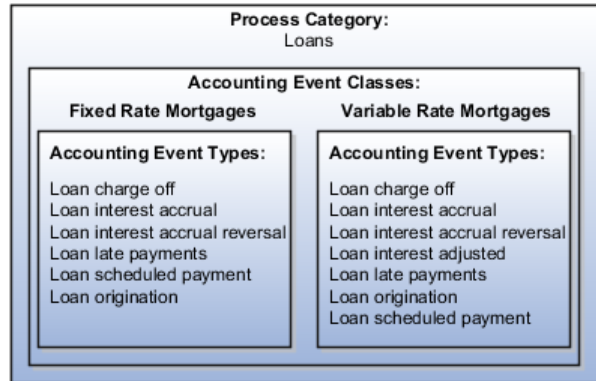 Process Category:
Loans
Accounting Event Classes:
Fixed Rate Mortgages
Accounting Event Types:
Loan charge off
Loan interest accrual
Loan interest accrual reversal
Loan late payments
Loan scheduled payment
Loan origination
Variable Rate Mortgages
Accounting Event Types:
Loan charge off
Loan interest accrual
Loan interest accrual reversal
Loan interest adjusted
Loan late payments
Loan origination
Loan scheduled payment